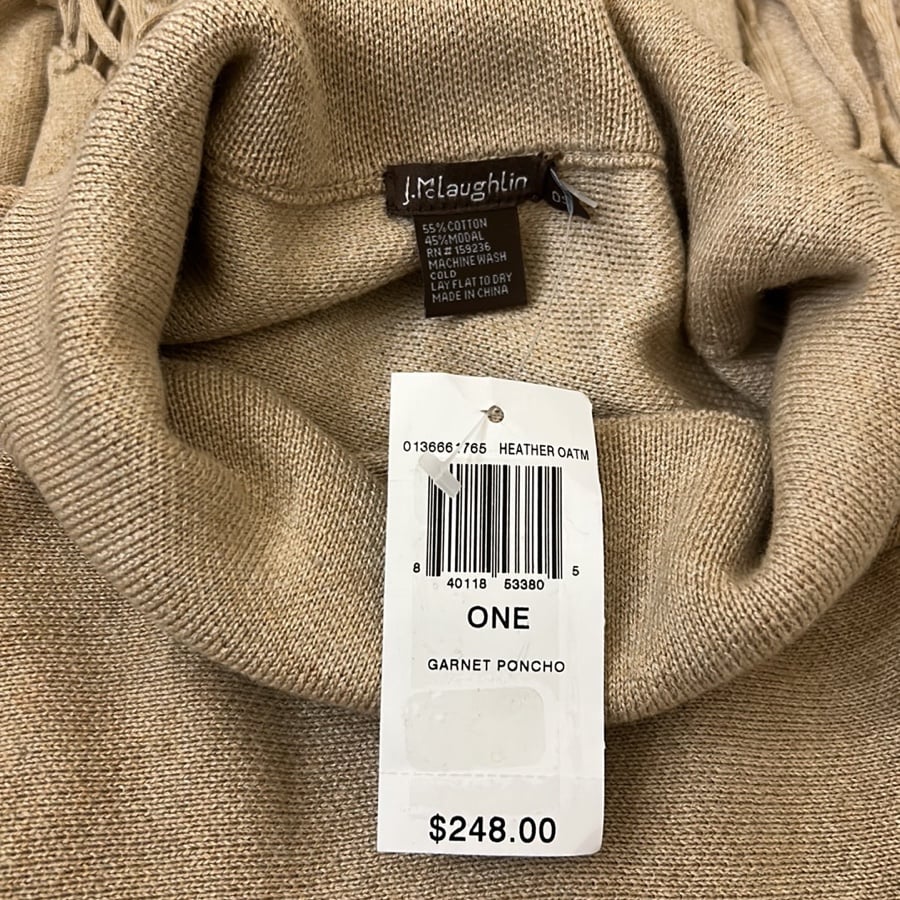 J.McLaughlin
55% COTTON
45% MODAL
RN # 159236
MACHINE WASH
COLD
LAY FLAT TO DRY
MADE IN CHINA
0136661765 HEATHER OATM
8 40118 53380 5
ONE
GARNET PONCHO
$248.00